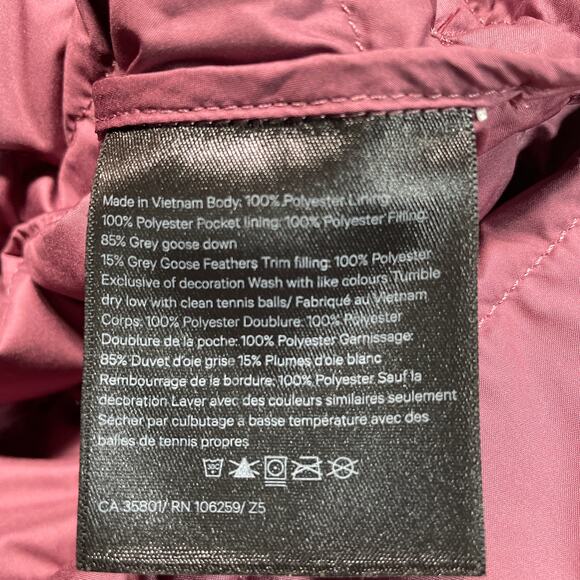 Made in Vietnam Body: 100% Polyester Lining:
100% Polyester Pocket lining: 100% Polyester Filling:
85% Grey goose down
15% Grey Goose Feathers Trim filling: 100% Polyester
Exclusive of decoration Wash with like colours Tumble
dry low with clean tennis balls/ Fabriqué au Vietnam
Corps: 100% Polyester Doublure: 100% Polyester
Doublure de la poche: 100% Polyester Garnissage:
85% Duvet d'oie grise 15% Plumes d'oie blanc
Rembourrage de la bordure: 100% Polyester Sauf la
décoration Laver avec des couleurs similaires seulement
Sécher par culbutage a basse température avec des
balles de tennis propres
CA 35801/ RN 106259/ Z5